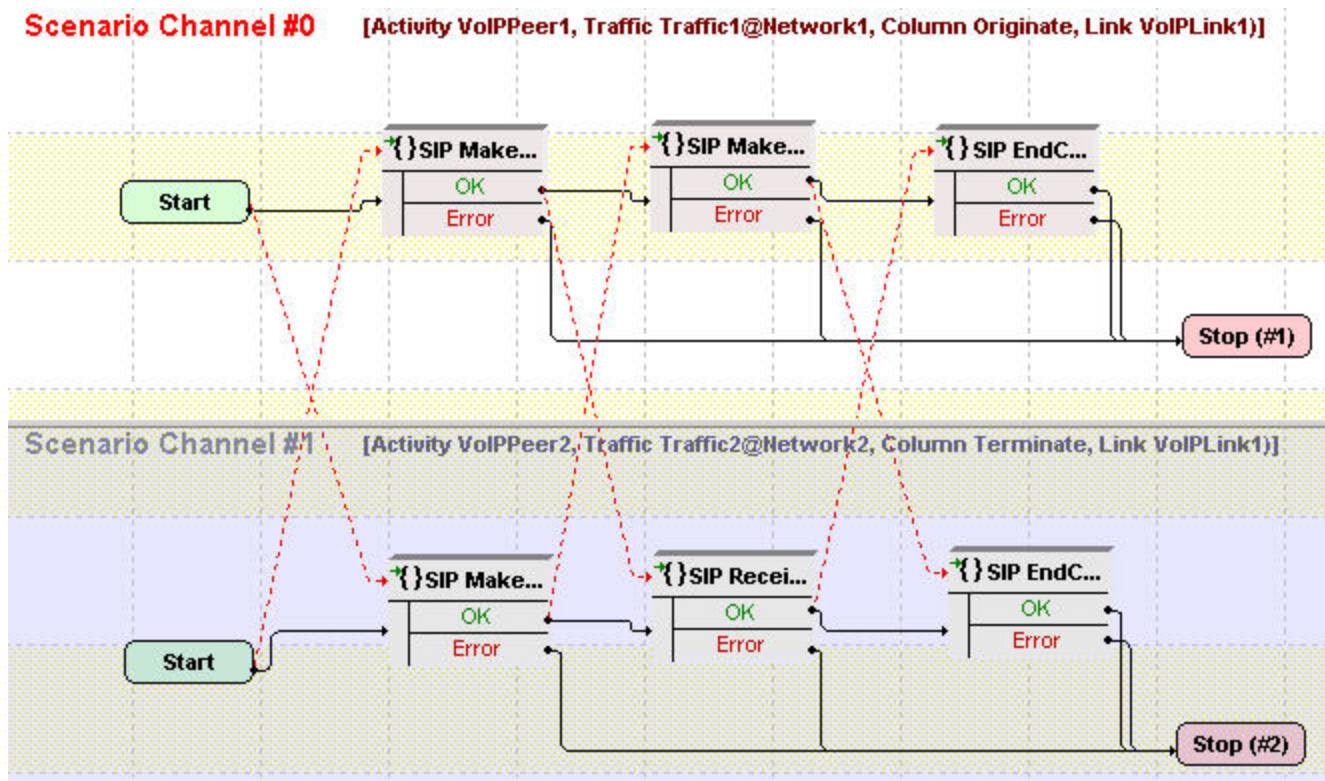 Scenario Channel #0 [Activity VoIPPeer1, Traffic Traffic1@Network1, Column Originate, Link VoIPLink1)]
{}SIP Make... {}SIP Make... {} SIP EndC...
OK OK OK
Start
Error Error Error
Stop (#1)
Scenario Channel #1 [Activity VoIPPeer2, Traffic Traffic2@Network2, Column Terminate, Link VoIPLink1)]
{}SIP Make... {}SIP Recei... {} SIP EndC...
OK OK OK
Error Error Error
Start
Stop (#2)